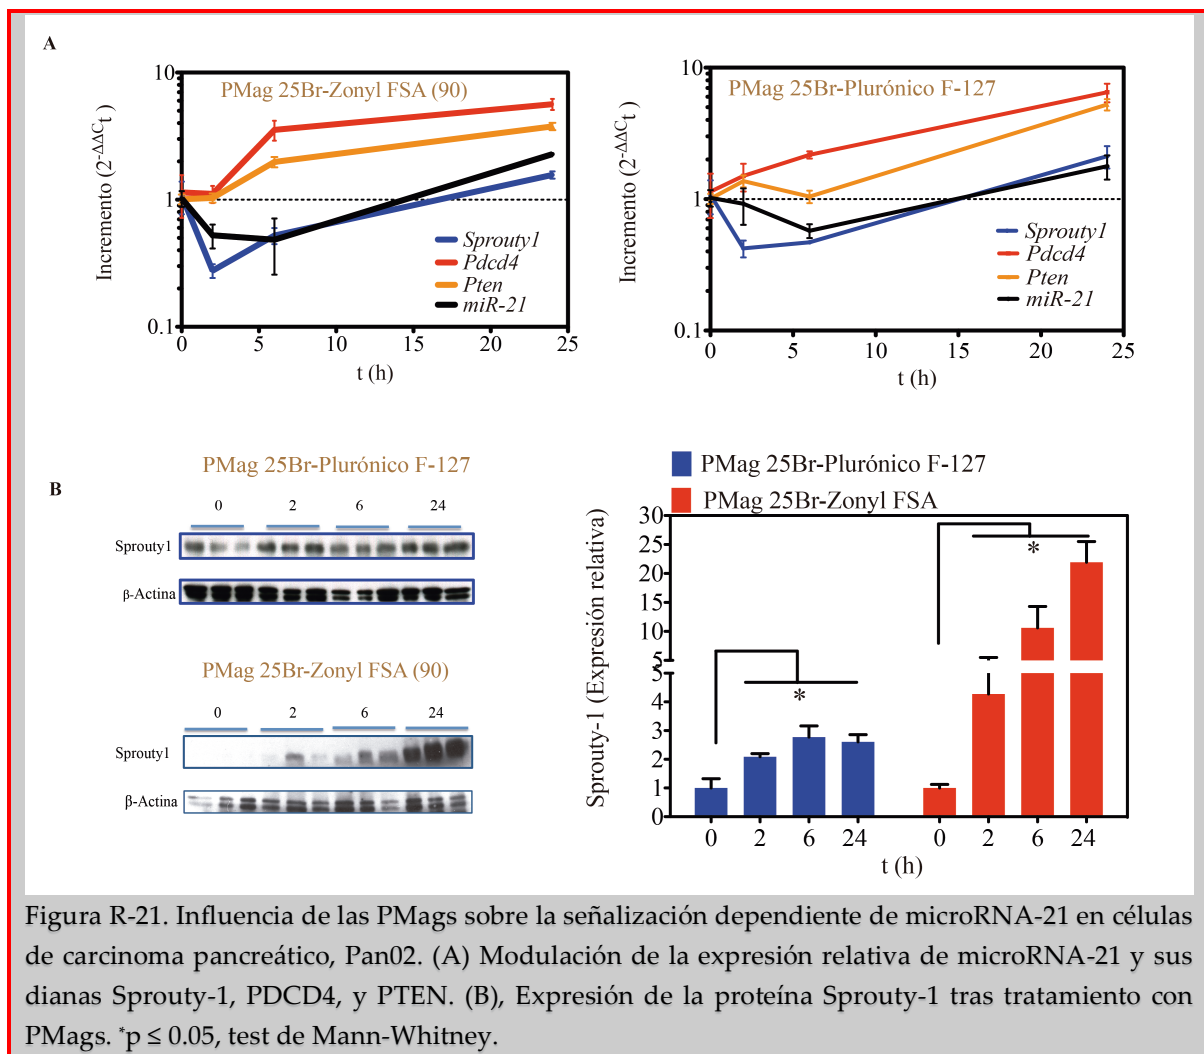 A
PMag 25Br-Zonyl FSA (90)
Incremento (2-ΔΔCt)
10
1
0.1
Sprouty1
Pdcd4
Pten
miR-21
0 5 10 15 20 25
t (h)
PMag 25Br-Plurónico F-127
Incremento (2-ΔΔCt)
10
1
0.1
Sprouty1
Pdcd4
Pten
miR-21
0 5 10 15 20 25
t (h)
B
PMag 25Br-Plurónico F-127
0 2 6 24
Sprouty1
β-Actina
PMag 25Br-Zonyl FSA (90)
0 2 6 24
Sprouty1
β-Actina
PMag 25Br-Plurónico F-127
PMag 25Br-Zonyl FSA
Sprouty-1 (Expresión relativa)
30
25
20
15
10
5
5
4
3
2
1
0
*
*
0 2 6 24 0 2 6 24
t (h)
Figura R-21. Influencia de las PMags sobre la señalización dependiente de microRNA-21 en células
de carcinoma pancreático, Pan02. (A) Modulación de la expresión relativa de microRNA-21 y sus
dianas Sprouty-1, PDCD4, y PTEN. (B), Expresión de la proteína Sprouty-1 tras tratamiento con
PMags. *p ≤ 0.05, test de Mann-Whitney.